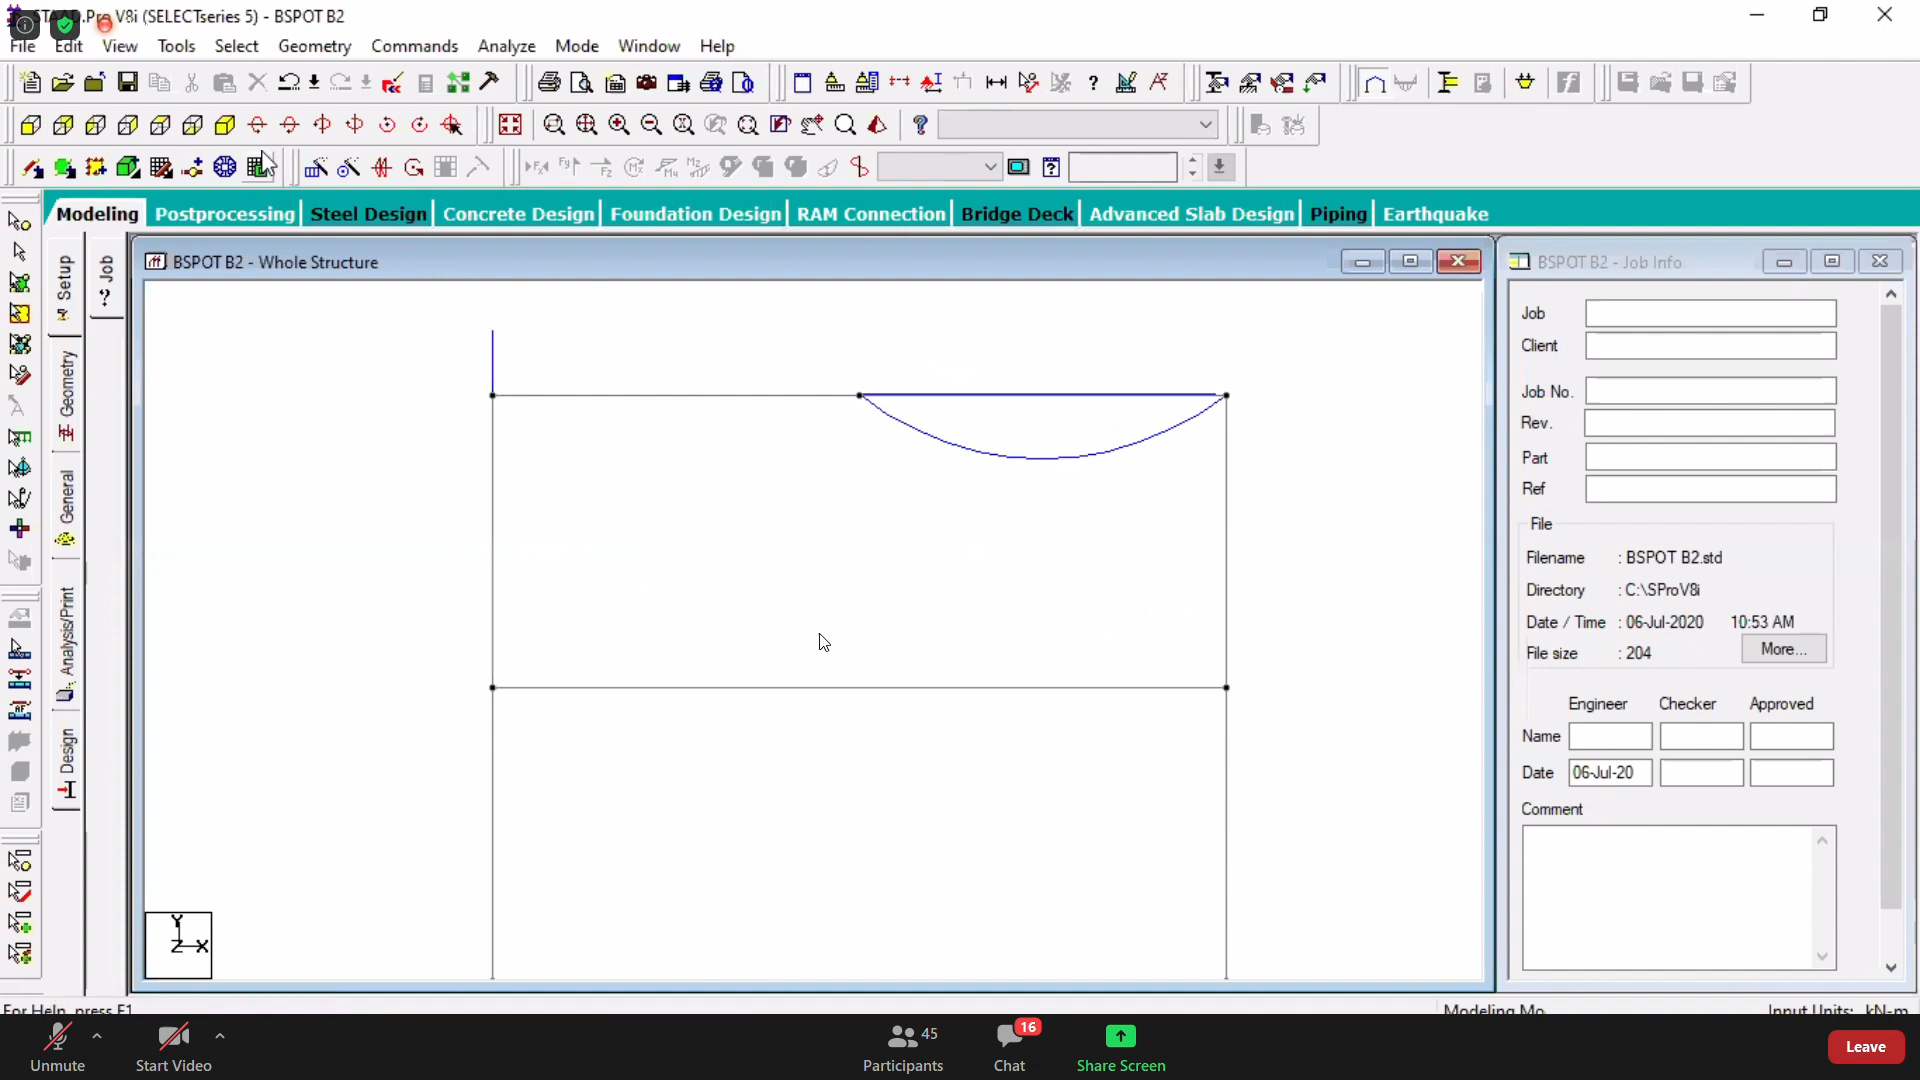 STAAD.Pro V8i (SELECTseries 5) - BSPOT B2
File Edit View Tools Select Geometry Commands Analyze Mode Window Help
Modeling Postprocessing Steel Design Concrete Design Foundation Design RAM Connection Bridge Deck Advanced Slab Design Piping Earthquake
Setup
Geometry
General
Analysis/Print
Design
Job
BSPOT B2 - Whole Structure
Y
Z X
BSPOT B2 - Job Info
Job
Client
Job No.
Rev.
Part
Ref
File
Filename : BSPOT B2.std
Directory : C:\SProV8i
Date / Time : 06-Jul-2020 10:53 AM
File size : 204 More...
Engineer Checker Approved
Name
Date 06-Jul-20
Comment
For Help, press F1 Modeling Mo Input Units: kN-m
Unmute
Start Video
45
Participants
16
Chat
Share Screen
Leave